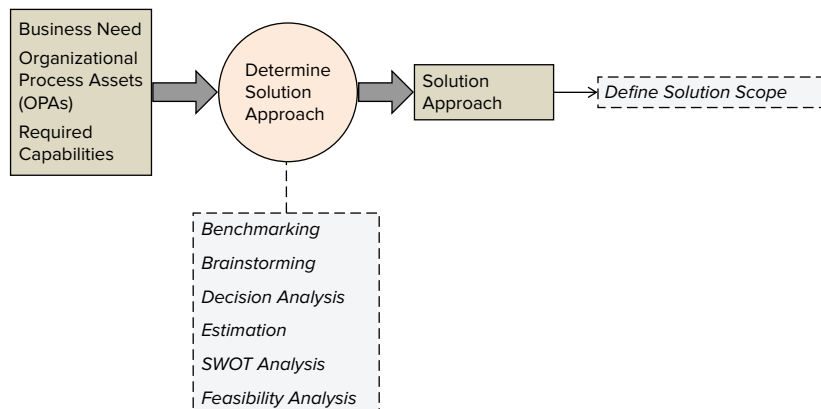 Business Need
Organizational
Process Assets
(OPAs)
Required
Capabilities
Determine
Solution
Approach
Solution
Approach
Define Solution Scope
Benchmarking
Brainstorming
Decision Analysis
Estimation
SWOT Analysis
Feasibility Analysis